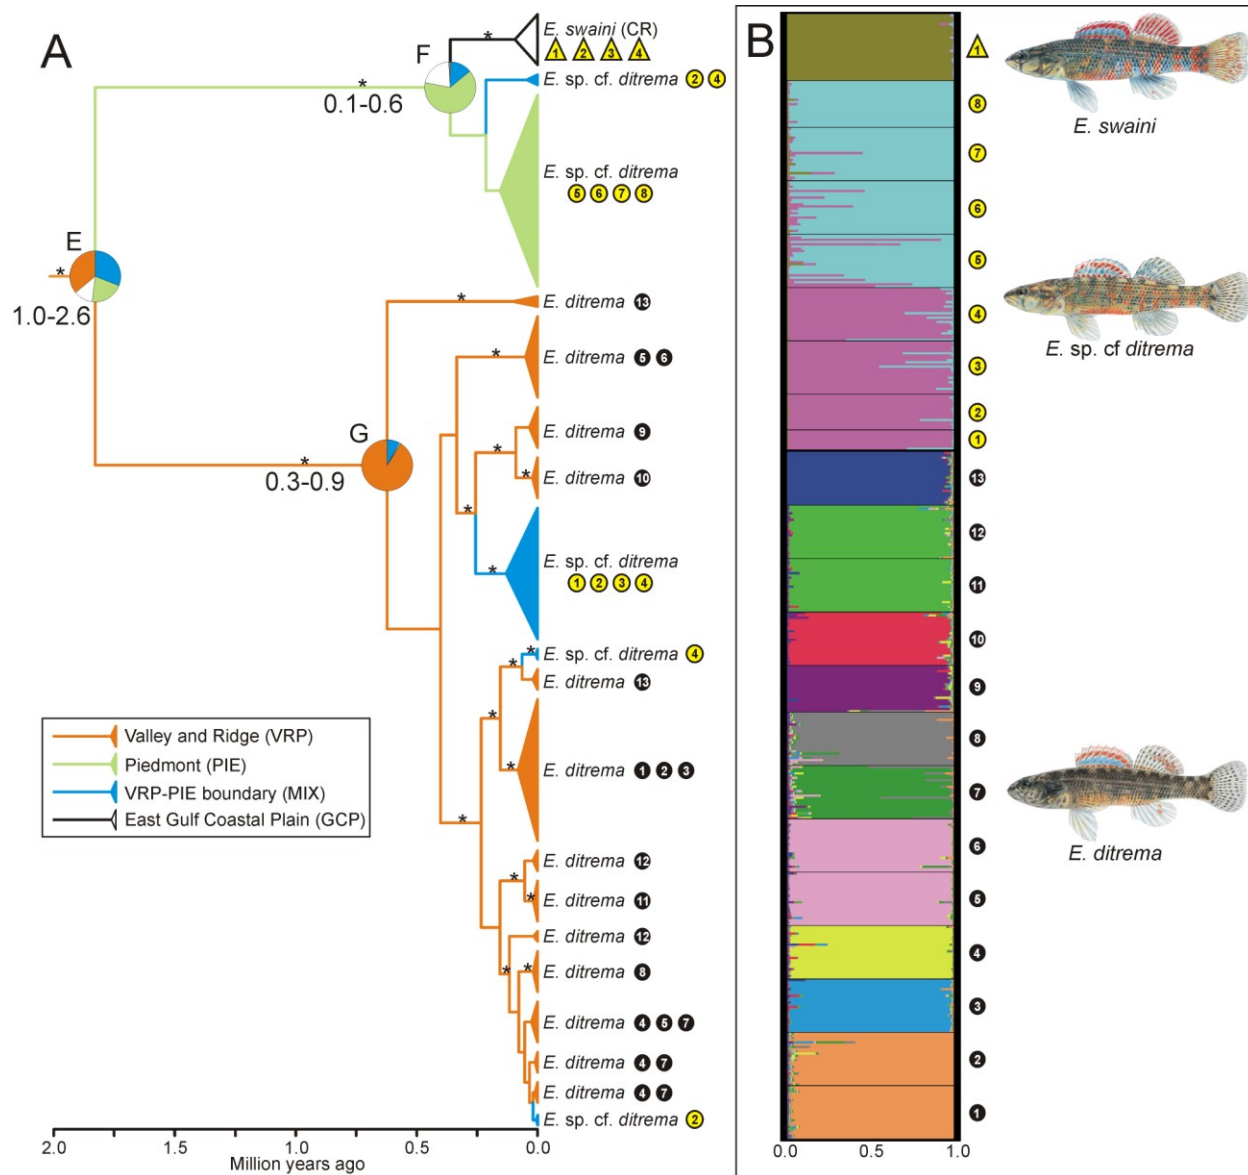 A
B
E. swaini (CR)
1 2 3 4
F
E. sp. cf. ditrema 2 4
*
*
0.1-0.6
E. sp. cf. ditrema
5 6 7 8
E
*
1.0-2.6
*
E. ditrema 13
*
E. ditrema 5 6
E. ditrema 9
*
G
*
0.3-0.9
*
E. ditrema 10
*
E. sp. cf. ditrema
1 2 3 4
*
*
E. sp. cf. ditrema 4
*
E. ditrema 13
*
E. ditrema 1 2 3
*
*
E. ditrema 12
*
E. ditrema 11
*
E. ditrema 12
*
E. ditrema 8
*
E. ditrema 4 5 7
E. ditrema 4 7
E. ditrema 4 7
E. sp. cf. ditrema 2
Valley and Ridge (VRP)
Piedmont (PIE)
VRP-PIE boundary (MIX)
East Gulf Coastal Plain (GCP)
2.0 1.5 1.0 0.5 0.0
Million years ago
1
8
7
6
5
4
3
2
1
13
12
11
10
9
8
7
6
5
4
3
2
1
0.0 1.0
E. swaini
E. sp. cf ditrema
E. ditrema